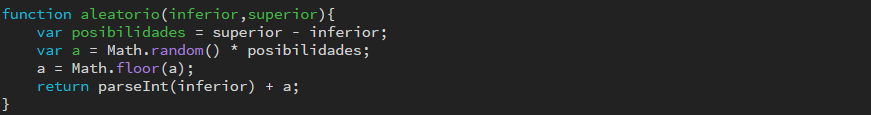 function aleatorio(inferior,superior){
    var posibilidades = superior - inferior;
    var a = Math.random() * posibilidades;
    a = Math.floor(a);
    return parseInt(inferior) + a;
}